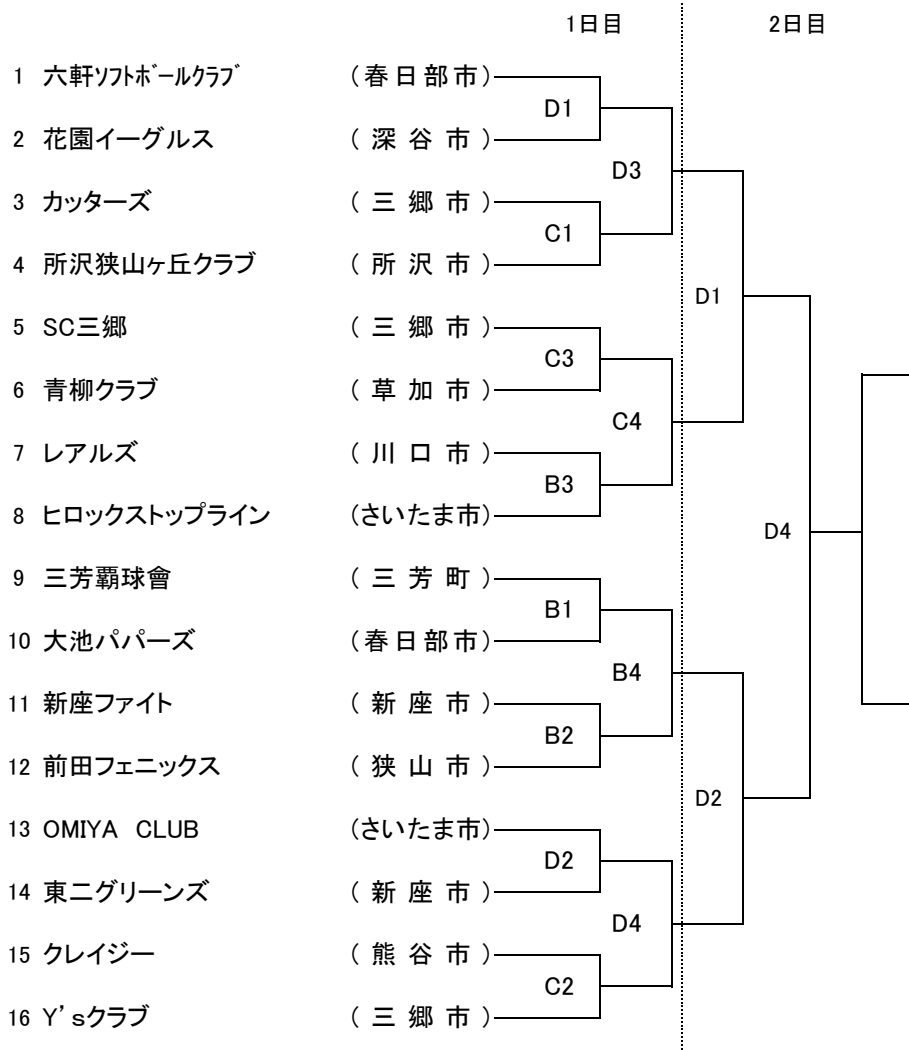 1日目 2日目
1 六軒ソフトボールクラブ (春日部市)
D1
2 花園イーグルス (深谷市)
D3
3 カッターズ (三郷市)
C1
4 所沢狭山ヶ丘クラブ (所沢市)
D1
5 SC三郷 (三郷市)
C3
6 青柳クラブ (草加市)
C4
7 レアルズ (川口市)
B3
8 ヒロックストップライン (さいたま市)
D4
9 三芳覇球會 (三芳町)
B1
10 大池パパーズ (春日部市)
B4
11 新座ファイト (新座市)
B2
12 前田フェニックス (狭山市)
D2
13 OMIYA CLUB (さいたま市)
D2
14 東ニグリーンズ (新座市)
D4
15 クレイジー (熊谷市)
C2
16 Y'sクラブ (三郷市)